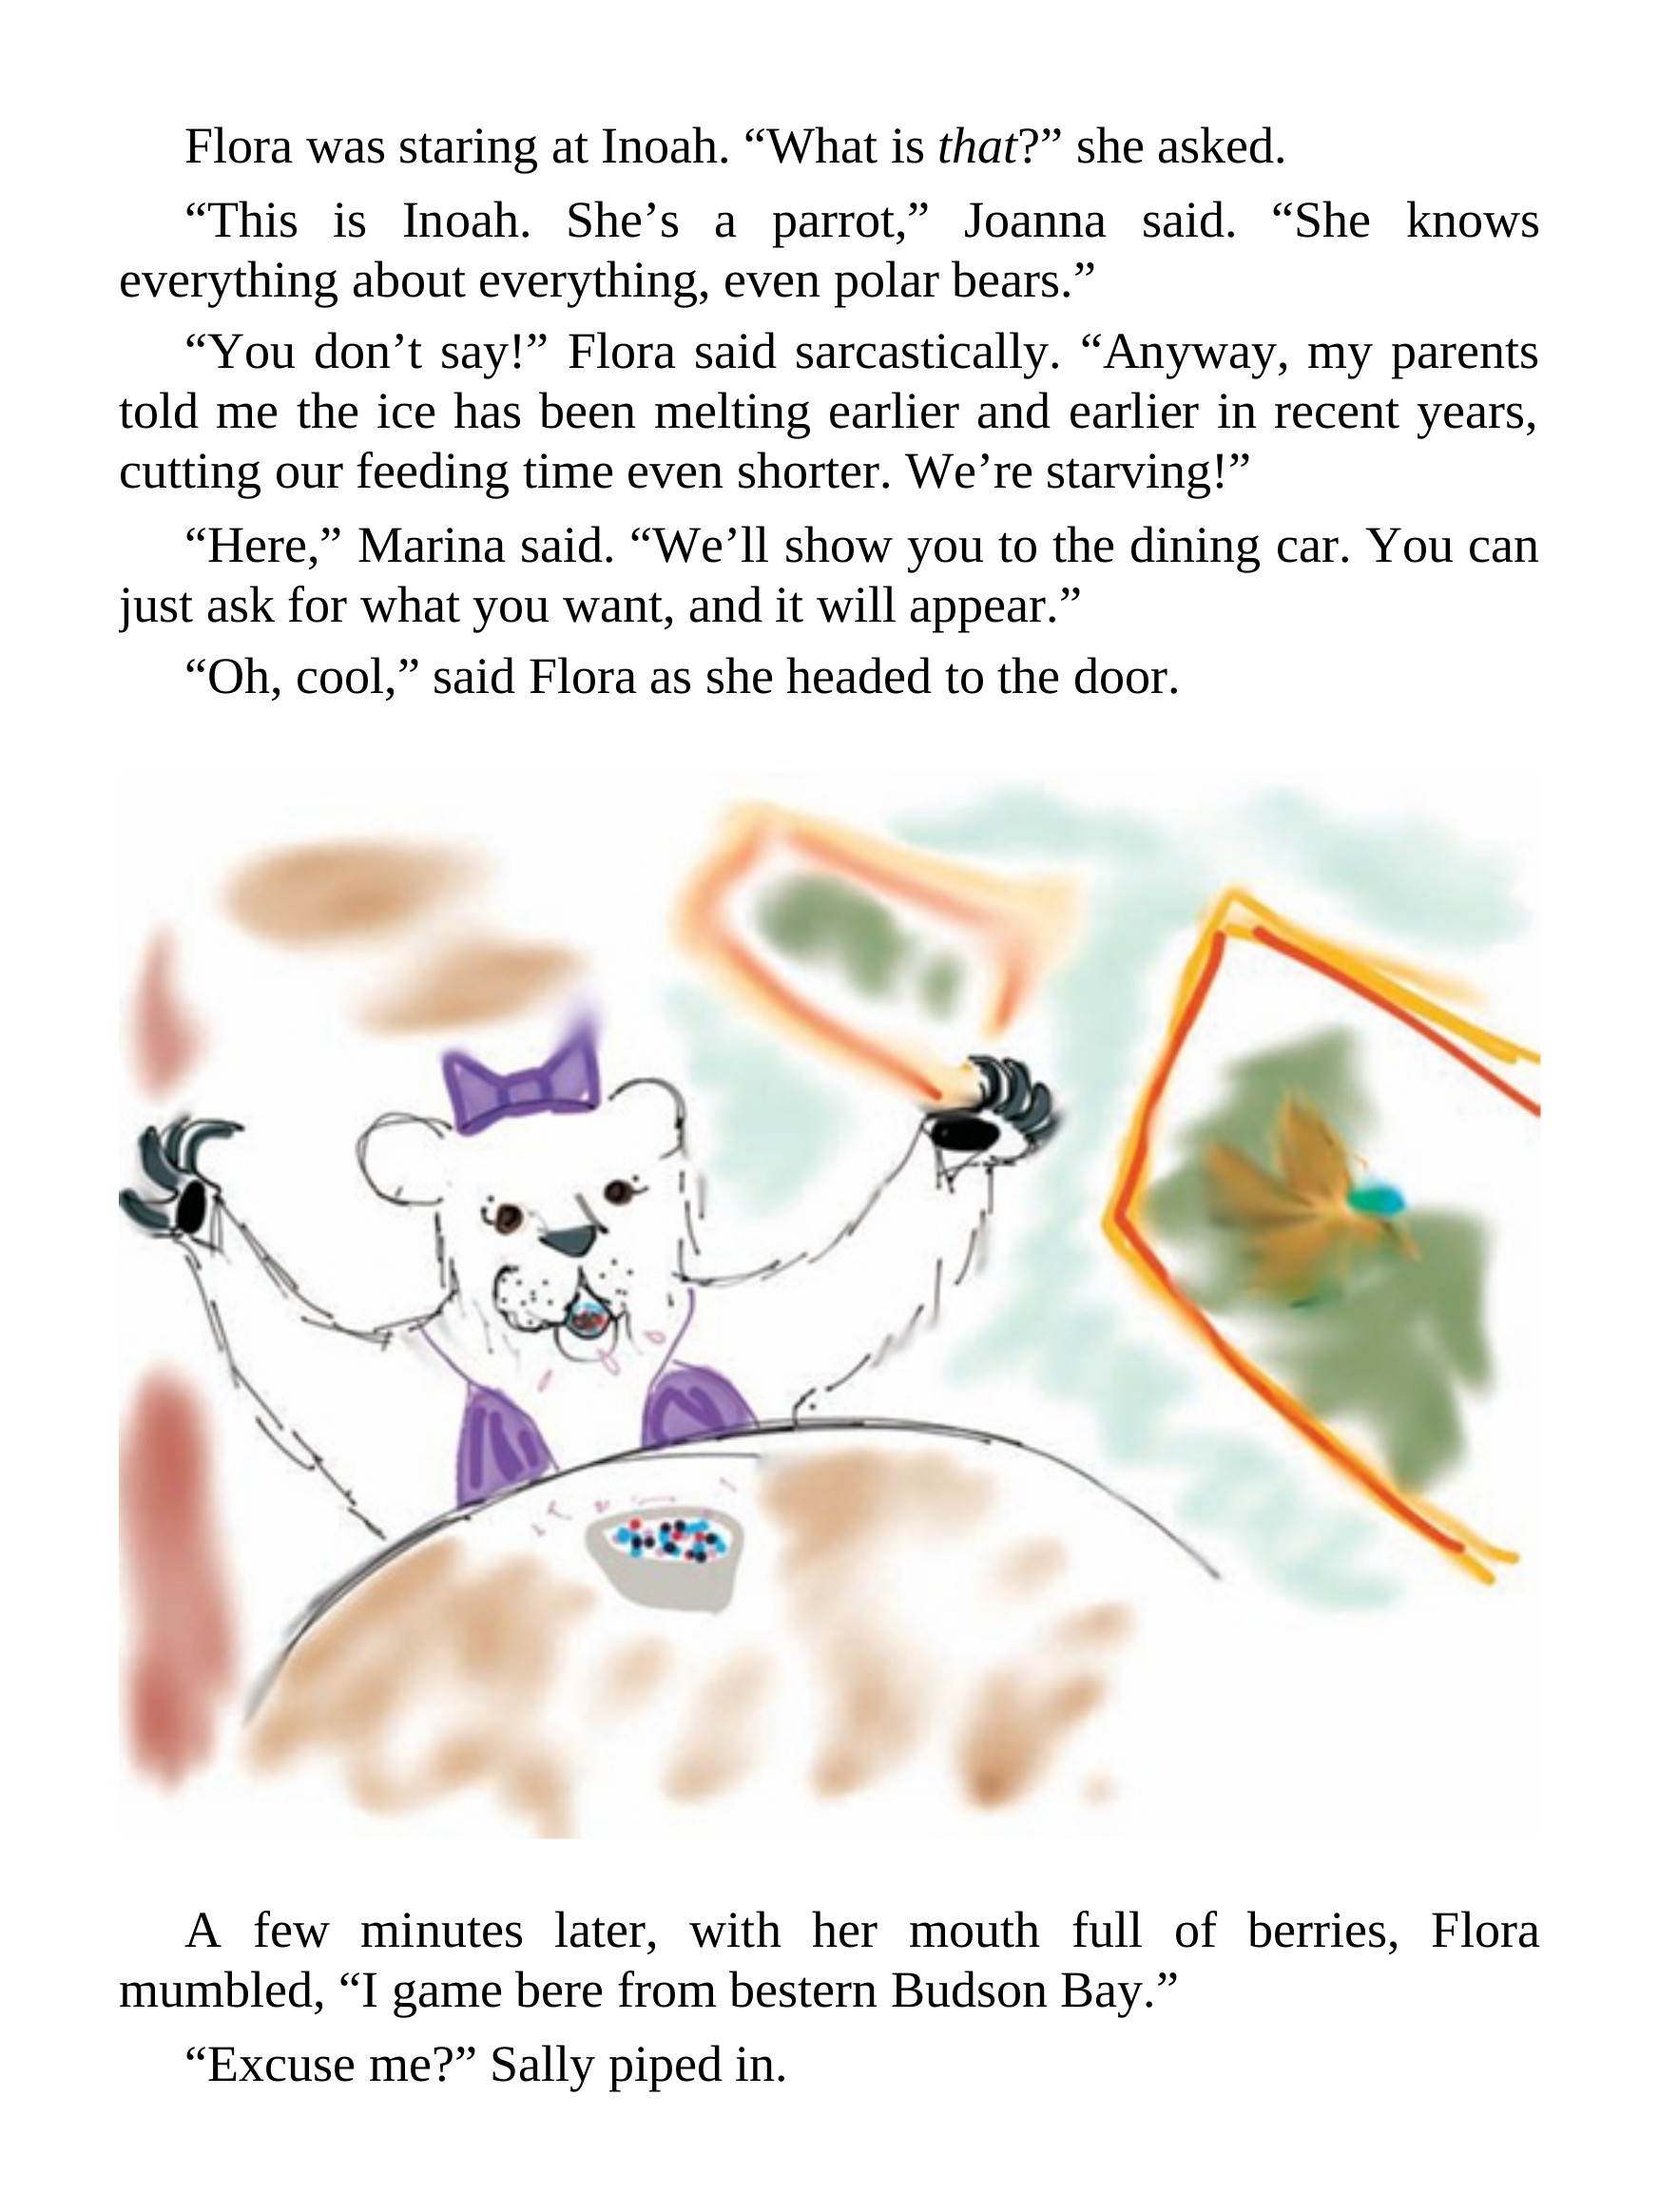 Flora was staring at Inoah. “What is that?” she asked.
“This is Inoah. She’s a parrot,” Joanna said. “She knows
everything about everything, even polar bears.”
“You don’t say!” Flora said sarcastically. “Anyway, my parents
told me the ice has been melting earlier and earlier in recent years,
cutting our feeding time even shorter. We’re starving!”
“Here,” Marina said. “We’ll show you to the dining car. You can
just ask for what you want, and it will appear.”
“Oh, cool,” said Flora as she headed to the door.
A few minutes later, with her mouth full of berries, Flora
mumbled, “I game bere from bestern Budson Bay.”
“Excuse me?” Sally piped in.